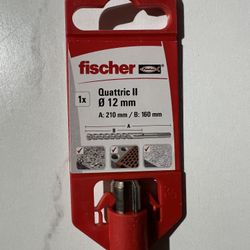 fischer
1x
Quattric II
Ø 12 mm
A: 210 mm / B: 160 mm
A
B